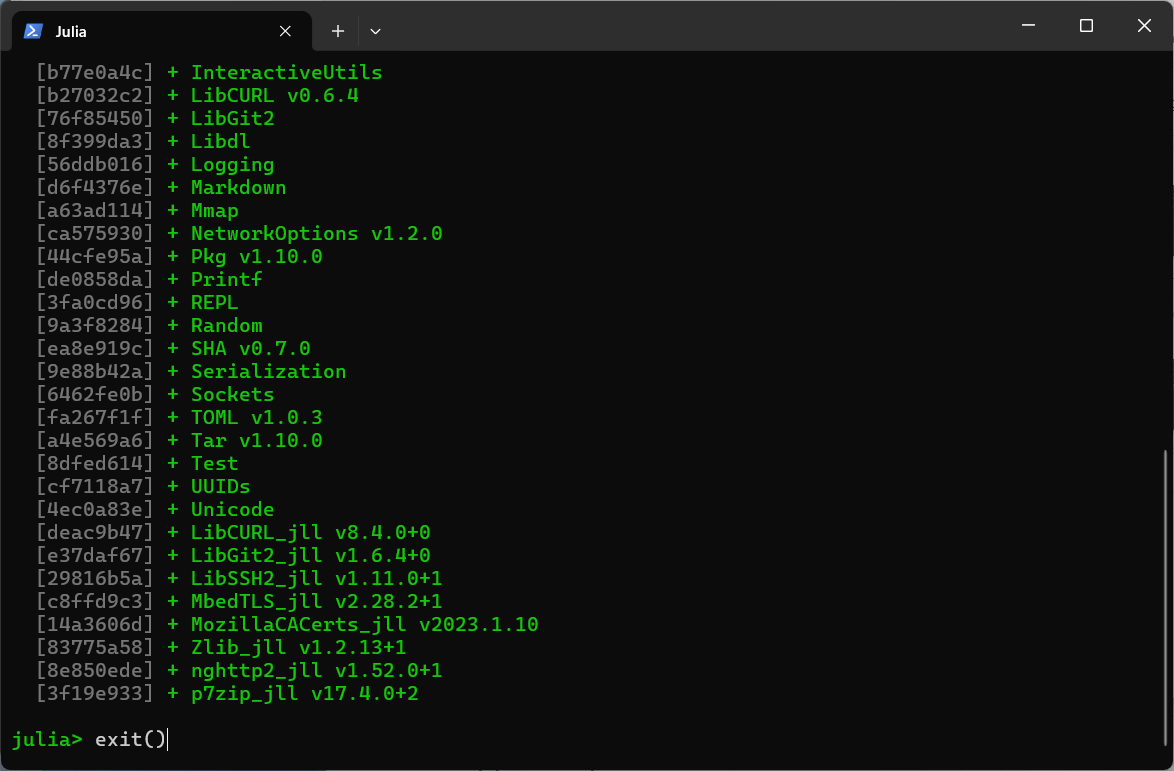 Julia
[b77e0a4c] + InteractiveUtils
[b27032c2] + LibCURL v0.6.4
[76f85450] + LibGit2
[8f399da3] + Libdl
[56ddb016] + Logging
[d6f4376e] + Markdown
[a63ad114] + Mmap
[ca575930] + NetworkOptions v1.2.0
[44cfe95a] + Pkg v1.10.0
[de0858da] + Printf
[3fa0cd96] + REPL
[9a3f8284] + Random
[ea8e919c] + SHA v0.7.0
[9e88b42a] + Serialization
[6462fe0b] + Sockets
[fa267f1f] + TOML v1.0.3
[a4e569a6] + Tar v1.10.0
[8dfed614] + Test
[cf7118a7] + UUIDs
[4ec0a83e] + Unicode
[deac9b47] + LibCURL_jll v8.4.0+0
[e37daf67] + LibGit2_jll v1.6.4+0
[29816b5a] + LibSSH2_jll v1.11.0+1
[c8ffd9c3] + MbedTLS_jll v2.28.2+1
[14a3606d] + MozillaCACerts_jll v2023.1.10
[83775a58] + Zlib_jll v1.2.13+1
[8e850ede] + nghttp2_jll v1.52.0+1
[3f19e933] + p7zip_jll v17.4.0+2
julia> exit()